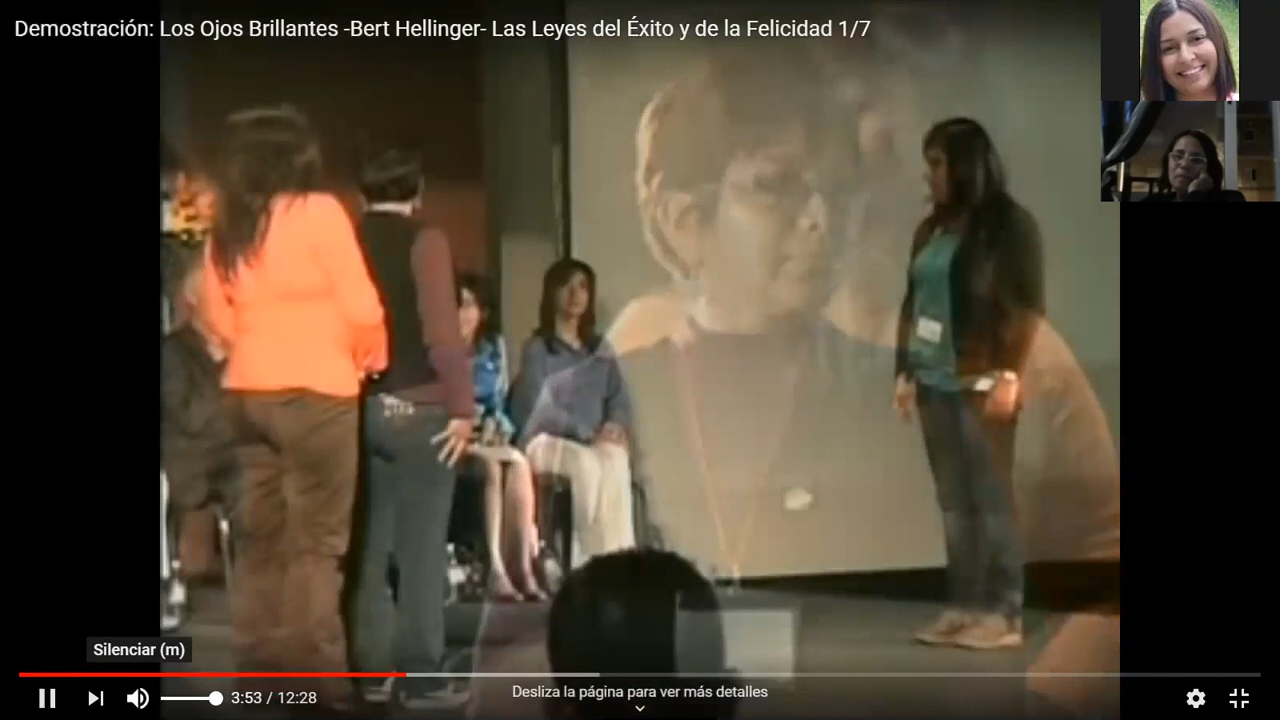 Demostración: Los Ojos Brillantes -Bert Hellinger- Las Leyes del Éxito y de la Felicidad 1/7
Silenciar (m)
3:53 / 12:28
Desliza la página para ver más detalles